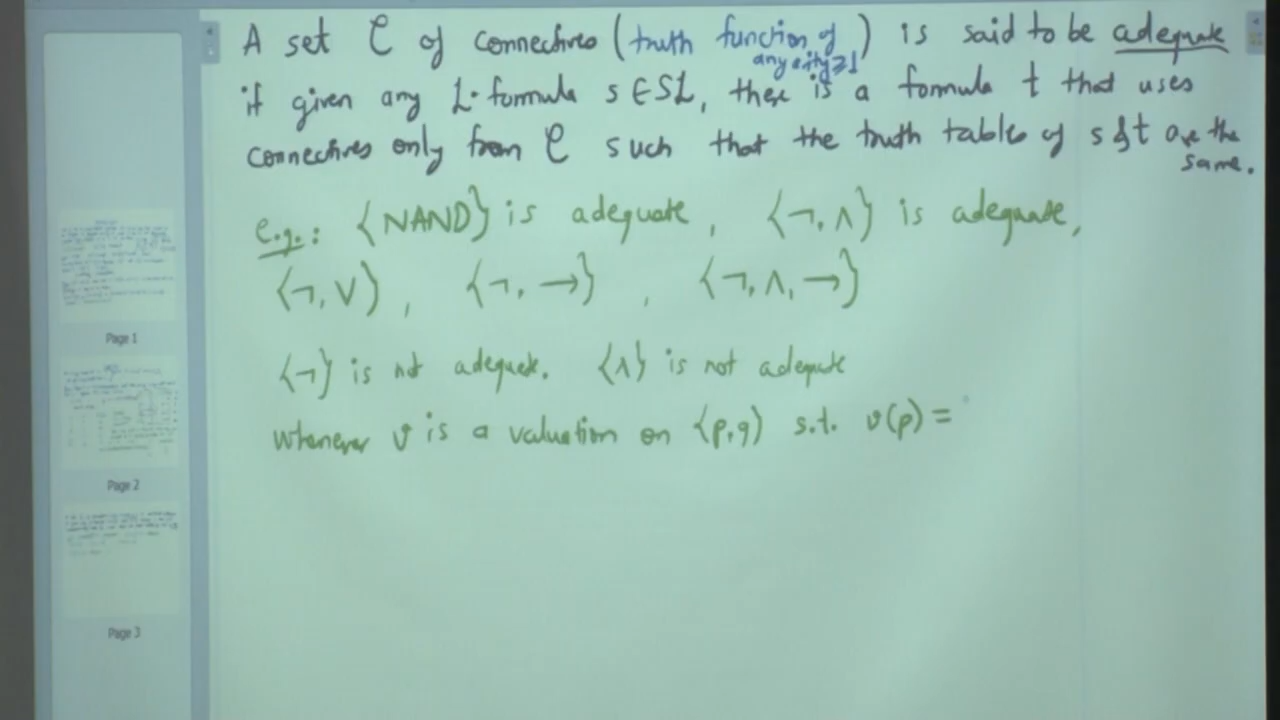 A set C of connectives (truth function of any arity ≥ 1) is said to be adequate
if given any L-formula s ∈ SL, there is a formula t that uses
connectives only from C such that the truth tables of s & t are the same.
e.g.: {NAND} is adequate, {¬, ∧} is adequate,
{¬, ∨}, {¬, →}, {¬, ∧, →}
{¬} is not adequate. {∧} is not adequate
whenever v is a valuation on {p,q} s.t. v(p) =
Page 1
Page 2
Page 3